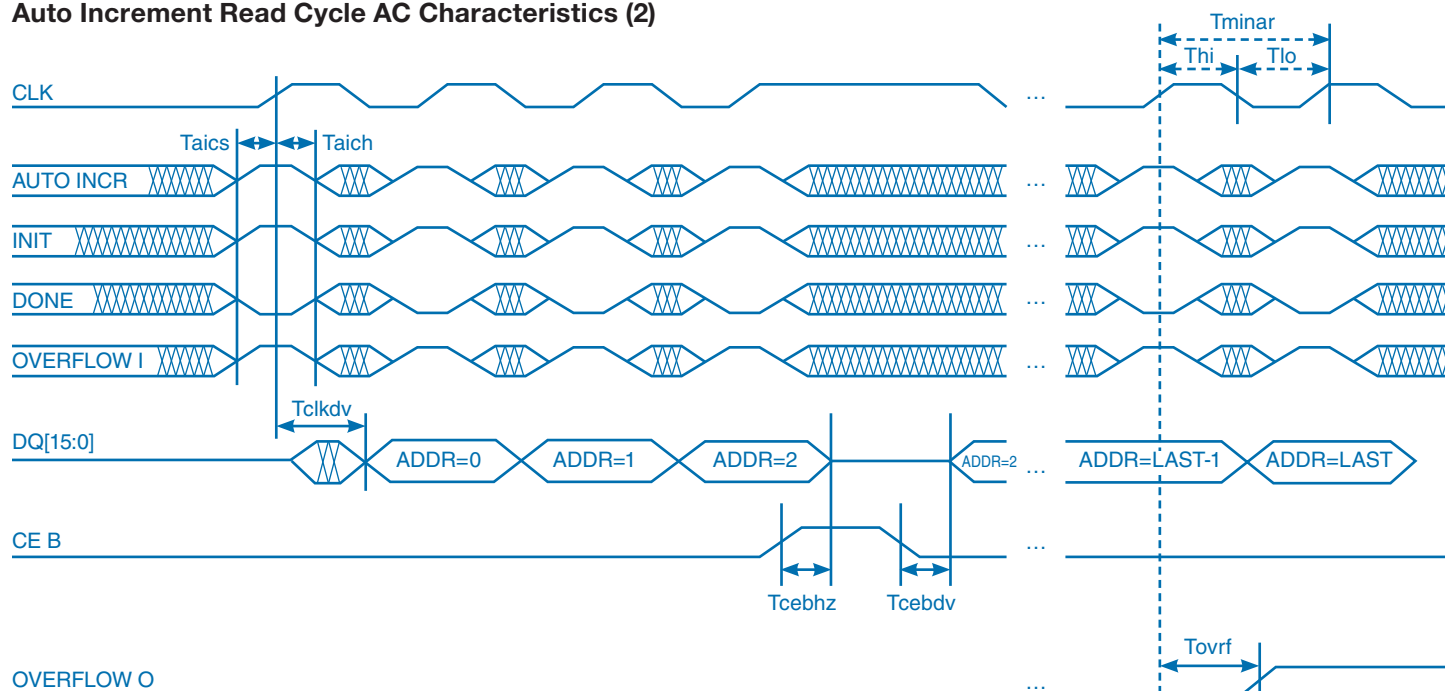 Auto Increment Read Cycle AC Characteristics (2)
Tminar
Thi Tlo
CLK
...
Taics Taich
AUTO INCR
...
INIT
...
DONE
...
OVERFLOW I
...
Tclkdv
DQ[15:0]
ADDR=0 ADDR=1 ADDR=2 ADDR=2 ... ADDR=LAST-1 ADDR=LAST
CE B
...
Tcebhz Tcebdv
Tovrf
OVERFLOW O
...